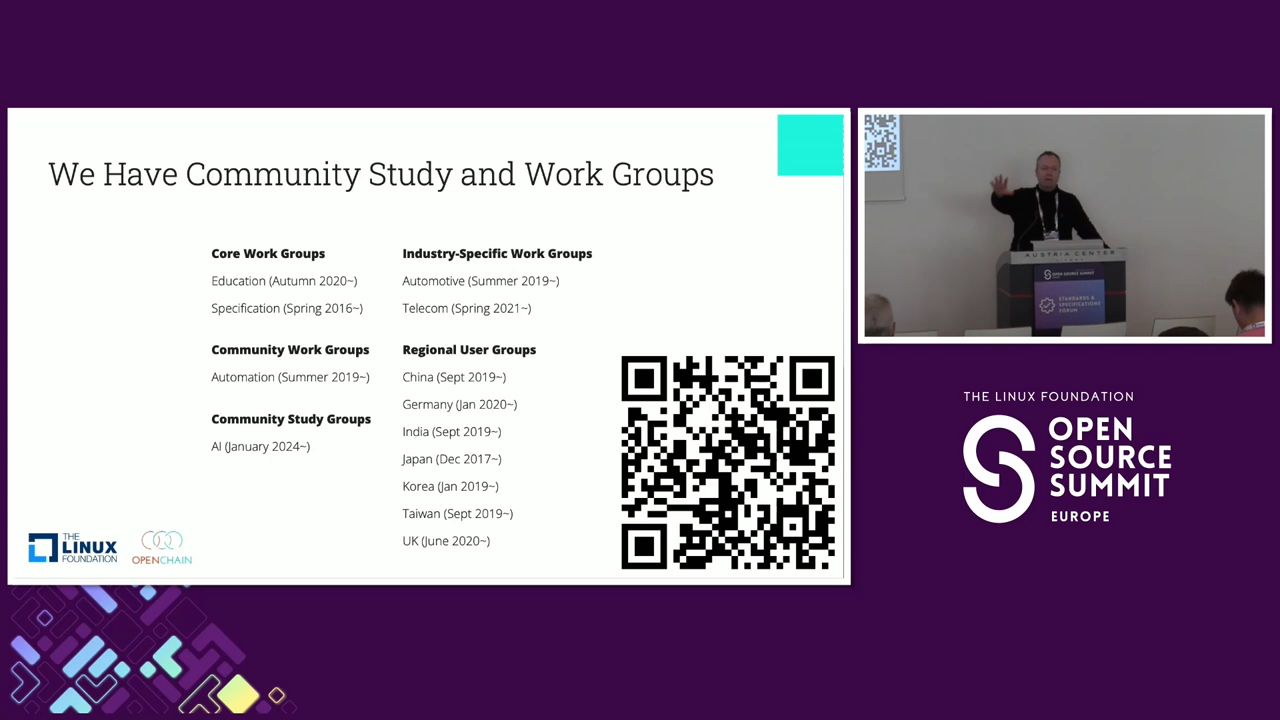 We Have Community Study and Work Groups
Core Work Groups
Education (Autumn 2020~)
Specification (Spring 2016~)
Community Work Groups
Automation (Summer 2019~)
Community Study Groups
AI (January 2024~)
Industry-Specific Work Groups
Automotive (Summer 2019~)
Telecom (Spring 2021~)
Regional User Groups
China (Sept 2019~)
Germany (Jan 2020~)
India (Sept 2019~)
Japan (Dec 2017~)
Korea (Jan 2019~)
Taiwan (Sept 2019~)
UK (June 2020~)
THE
LINUX
FOUNDATION
OPENCHAIN
AUSTRIA CENTER
OPEN SOURCE SUMMIT
STANDARDS &
SPECIFICATIONS
FORUM
THE LINUX FOUNDATION
OPEN
SOURCE
SUMMIT
EUROPE